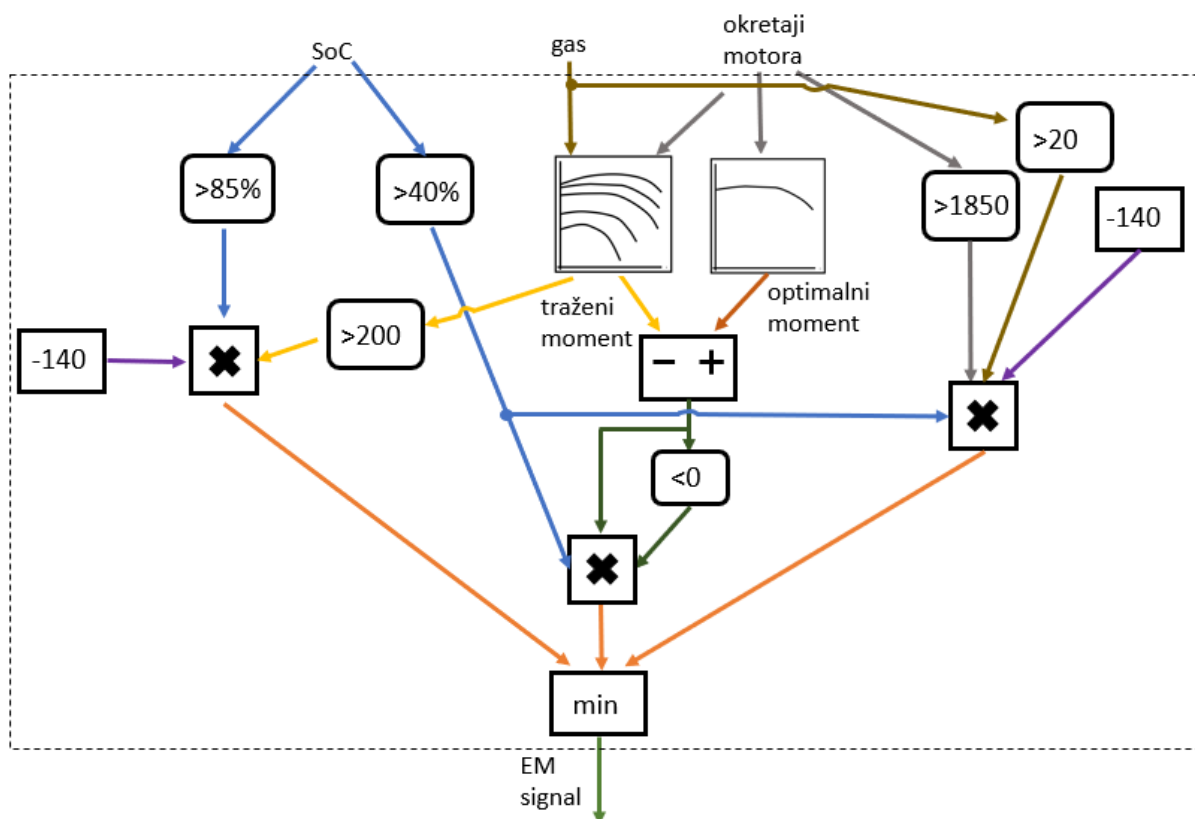 SoC
gas
okretaji
motora
>85%
>40%
>20
>1850
-140
traženi
moment
optimalni
moment
>200
-140
− +
<0
min
EM
signal